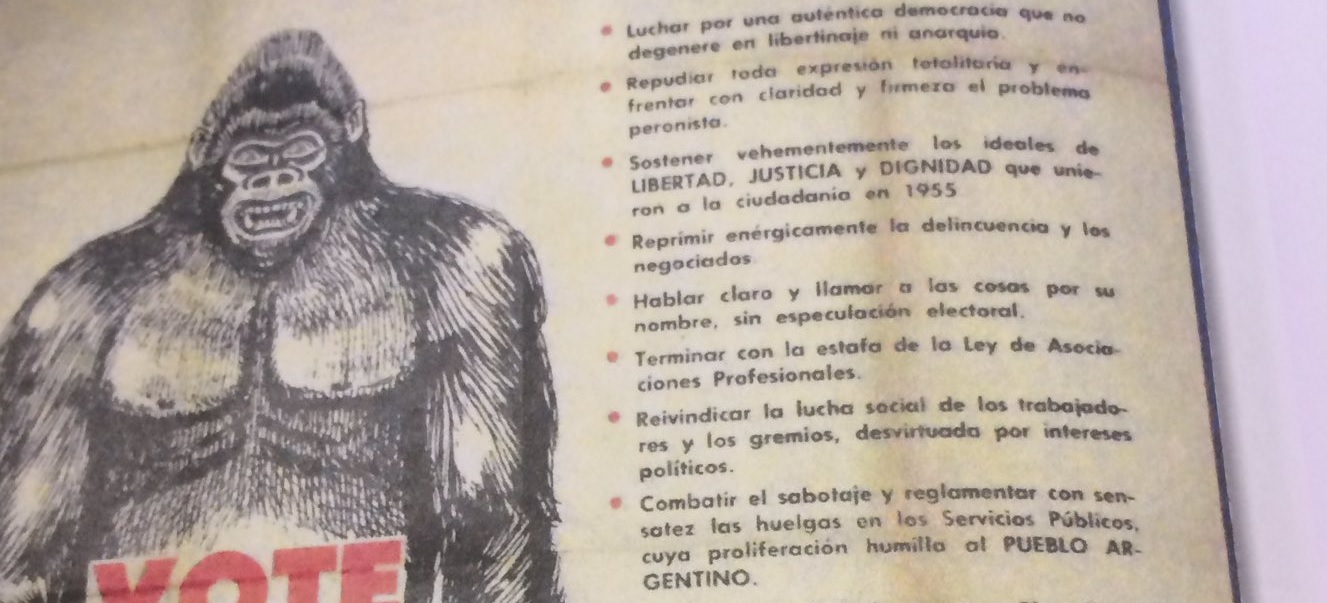 • Luchar por una auténtica democracia que no
degenere en libertinaje ni anarquía.
• Repudiar toda expresión totalitaria y en-
frentar con claridad y firmeza el problema
peronista.
• Sostener vehementemente los ideales de
LIBERTAD, JUSTICIA y DIGNIDAD que unie-
ron a la ciudadanía en 1955
• Reprimir enérgicamente la delincuencia y los
negociados
• Hablar claro y llamar a las cosas por su
nombre, sin especulación electoral.
• Terminar con la estafa de la Ley de Asocia-
ciones Profesionales.
• Reivindicar la lucha social de los trabajado-
res y los gremios, desvirtuada por intereses
políticos.
• Combatir el sabotaje y reglamentar con sen-
satez las huelgas en los Servicios Públicos,
cuya proliferación humilla al PUEBLO AR-
GENTINO.
VOTE